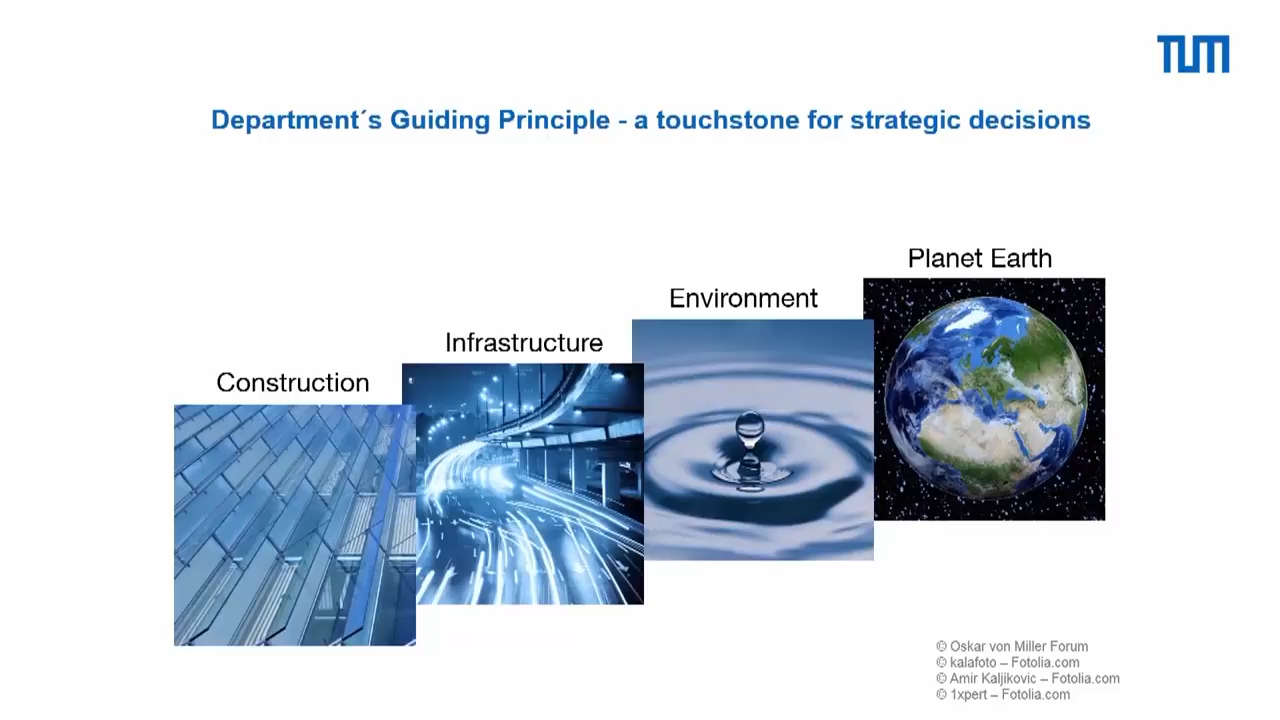 TUM
Department´s Guiding Principle - a touchstone for strategic decisions
Planet Earth
Environment
Infrastructure
Construction
© Oskar von Miller Forum
© kalafoto – Fotolia.com
© Amir Kaljikovic – Fotolia.com
© 1xpert – Fotolia.com